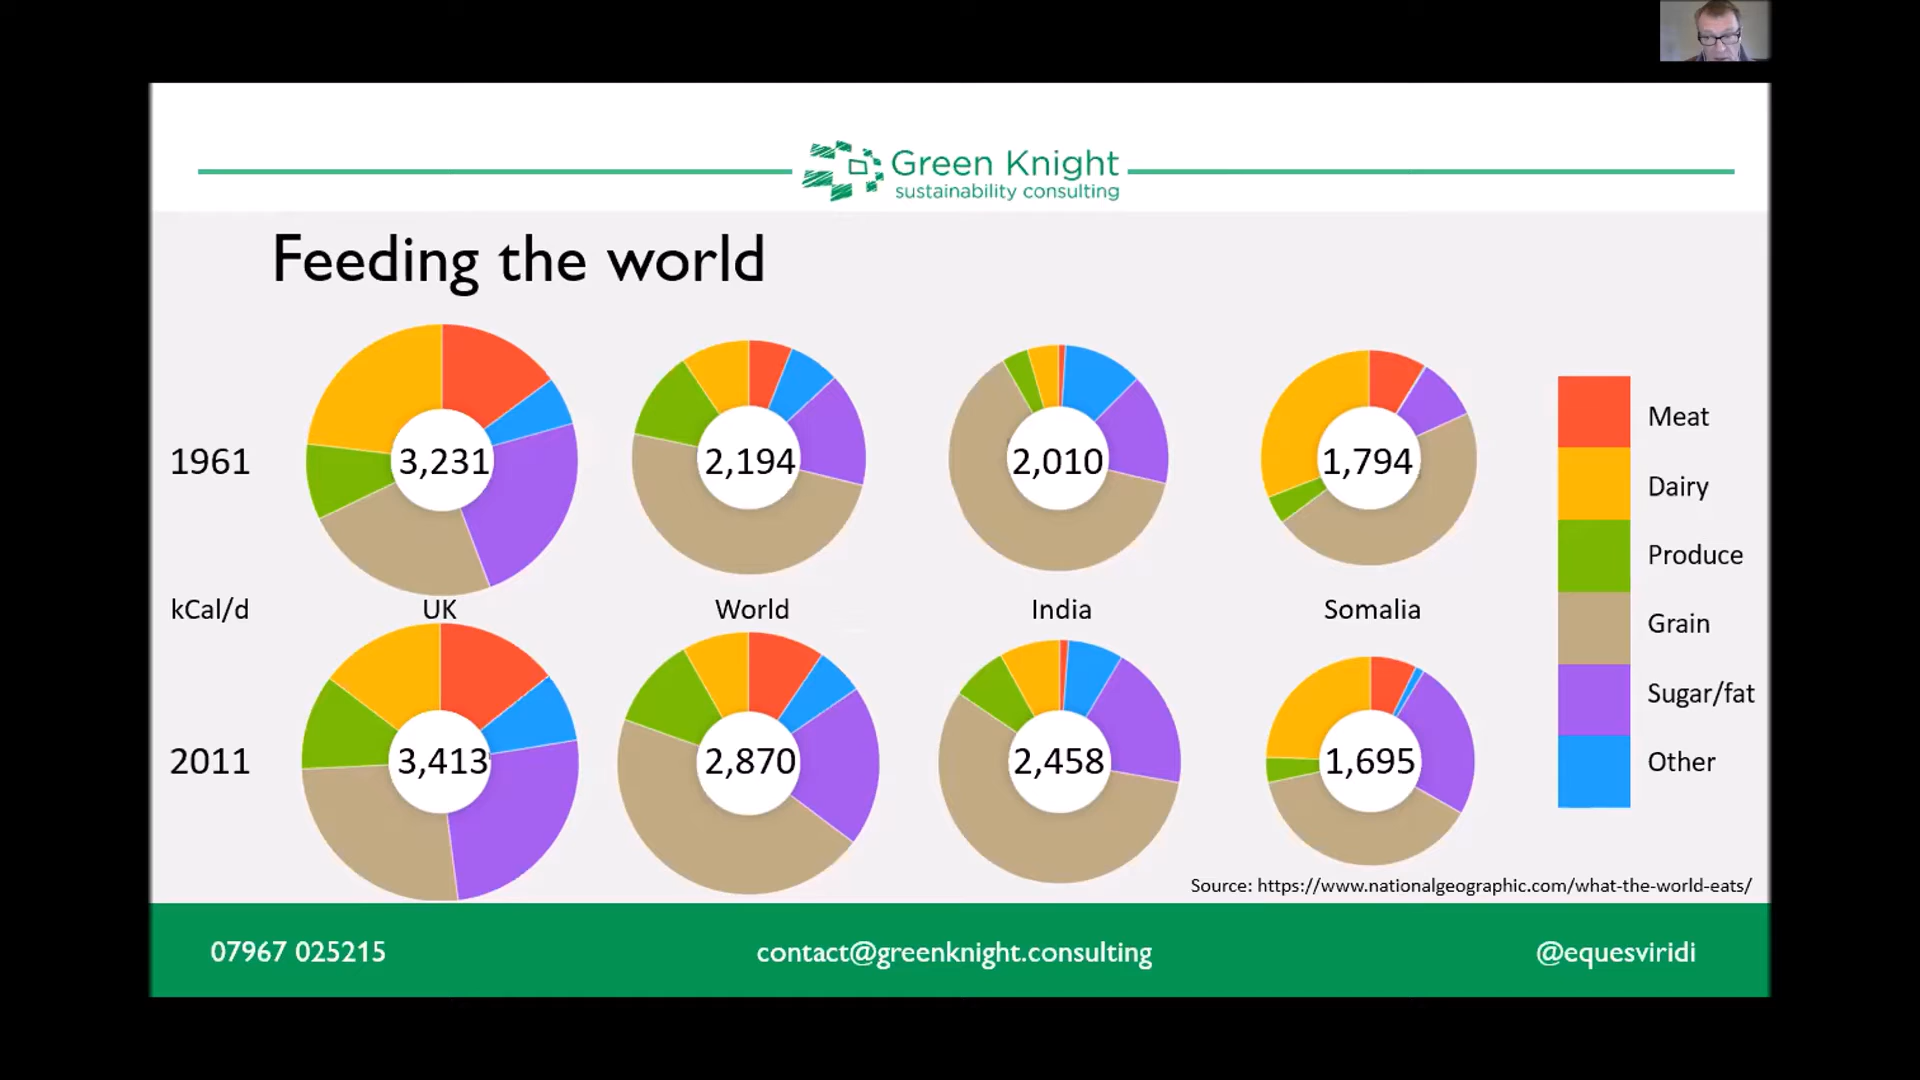 Green Knight
sustainability consulting
Feeding the world
1961
3,231
2,194
2,010
1,794
kCal/d
UK
World
India
Somalia
2011
3,413
2,870
2,458
1,695
Meat
Dairy
Produce
Grain
Sugar/fat
Other
Source: https://www.nationalgeographic.com/what-the-world-eats/
07967 025215
contact@greenknight.consulting
@equesviridi